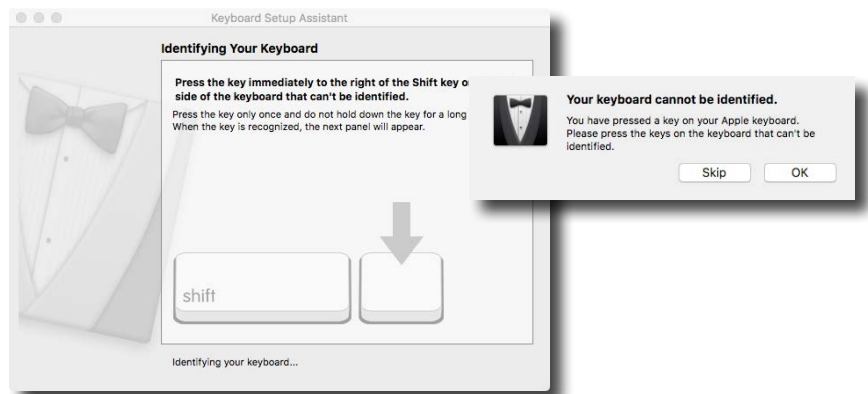 Keyboard Setup Assistant
Identifying Your Keyboard
Press the key immediately to the right of the Shift key
side of the keyboard that can't be identified.
Press the key only once and do not hold down the key for a long
When the key is recognized, the next panel will appear.
shift
Identifying your keyboard...
Your keyboard cannot be identified.
You have pressed a key on your Apple keyboard.
Please press the keys on the keyboard that can't be
identified.
Skip
OK